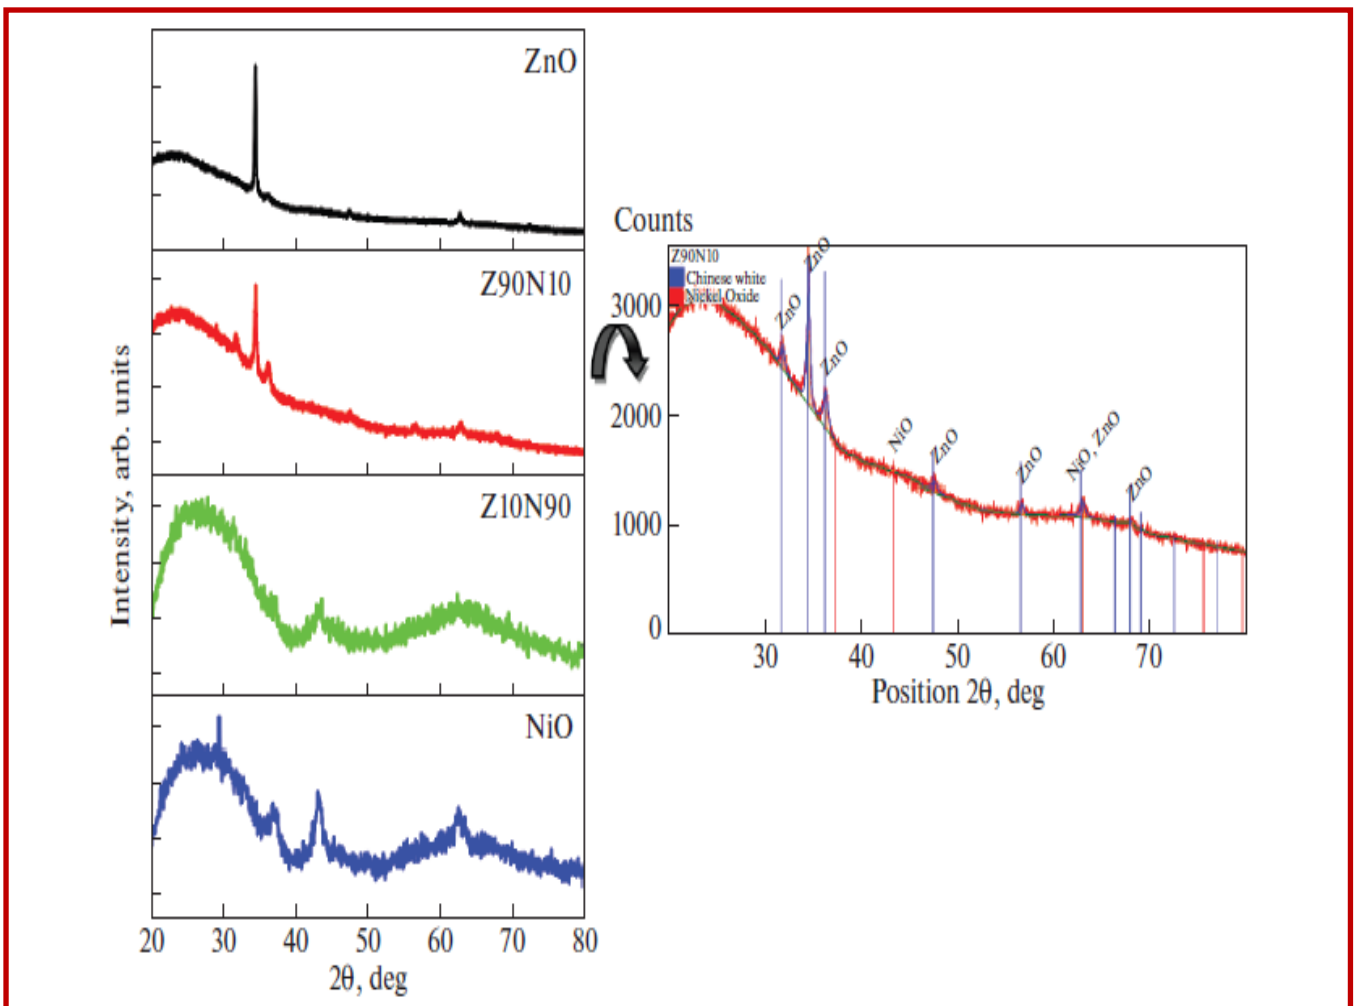 ZnO
Z90N10
Z10N90
NiO
Intensity, arb. units
20 30 40 50 60 70 80
2θ, deg
Counts
Z90N10
Chinese white
Nickel Oxide
3000
2000
1000
0
ZnO
ZnO
ZnO
NiO
ZnO
ZnO
NiO, ZnO
ZnO
30 40 50 60 70
Position 2θ, deg